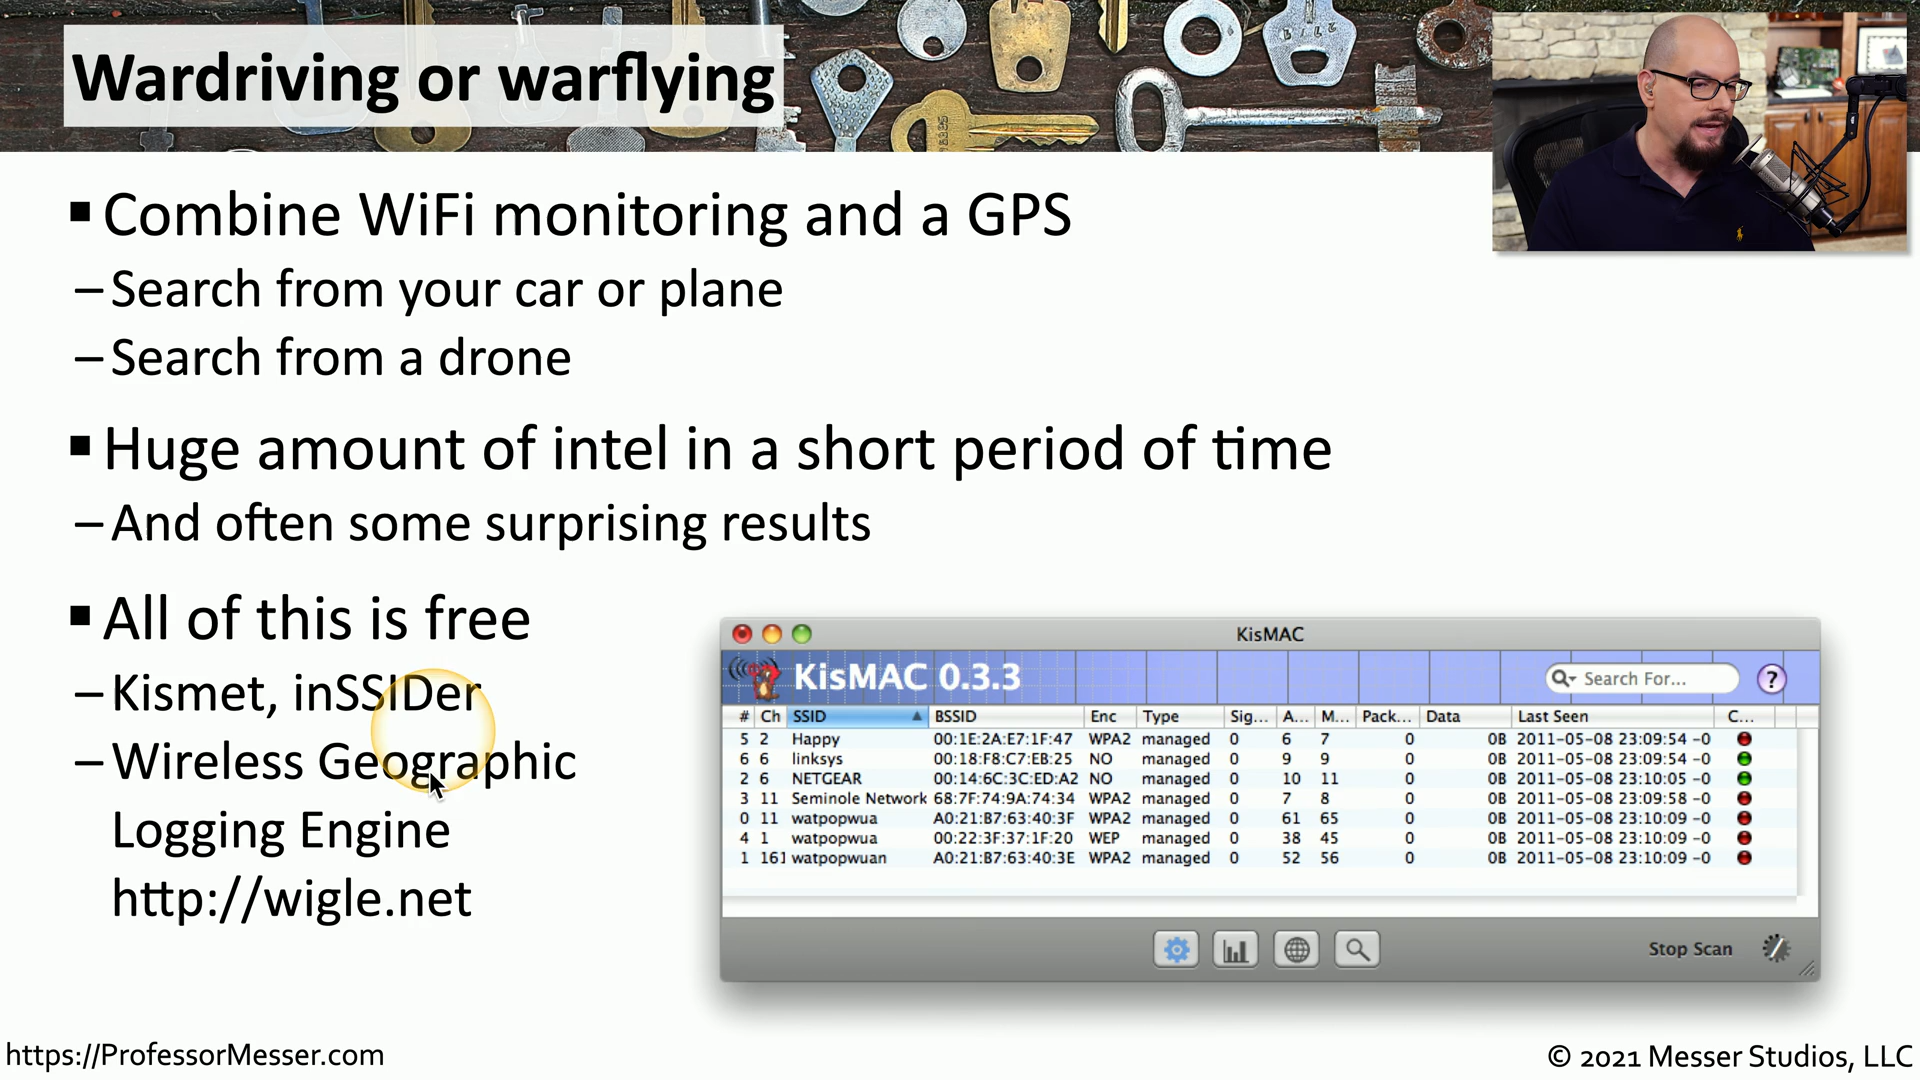 Wardriving or warflying
▪ Combine WiFi monitoring and a GPS
– Search from your car or plane
– Search from a drone
▪ Huge amount of intel in a short period of time
– And often some surprising results
▪ All of this is free
– Kismet, inSSIDer
– Wireless Geographic
Logging Engine
http://wigle.net
KisMAC
KisMAC 0.3.3
Search For...
?
# Ch SSID BSSID Enc Type Sig... A... M... Pack... Data Last Seen C...
5 2 Happy 00:1E:2A:E7:1F:47 WPA2 managed 0 6 7 0 0B 2011-05-08 23:09:54 -0
6 6 linksys 00:18:F8:C7:EB:25 NO managed 0 9 9 0 0B 2011-05-08 23:09:54 -0
2 6 NETGEAR 00:14:6C:3C:ED:A2 NO managed 0 10 11 0 0B 2011-05-08 23:10:05 -0
3 11 Seminole Network 68:7F:74:9A:74:34 WPA2 managed 0 7 8 0 0B 2011-05-08 23:09:58 -0
0 11 watpopwua A0:21:B7:63:40:3F WPA2 managed 0 61 65 0 0B 2011-05-08 23:10:09 -0
4 1 watpopwua 00:22:3F:37:1F:20 WEP managed 0 38 45 0 0B 2011-05-08 23:10:09 -0
1 161 watpopwuan A0:21:B7:63:40:3E WPA2 managed 0 52 56 0 0B 2011-05-08 23:10:09 -0
Stop Scan
https://ProfessorMesser.com
© 2021 Messer Studios, LLC